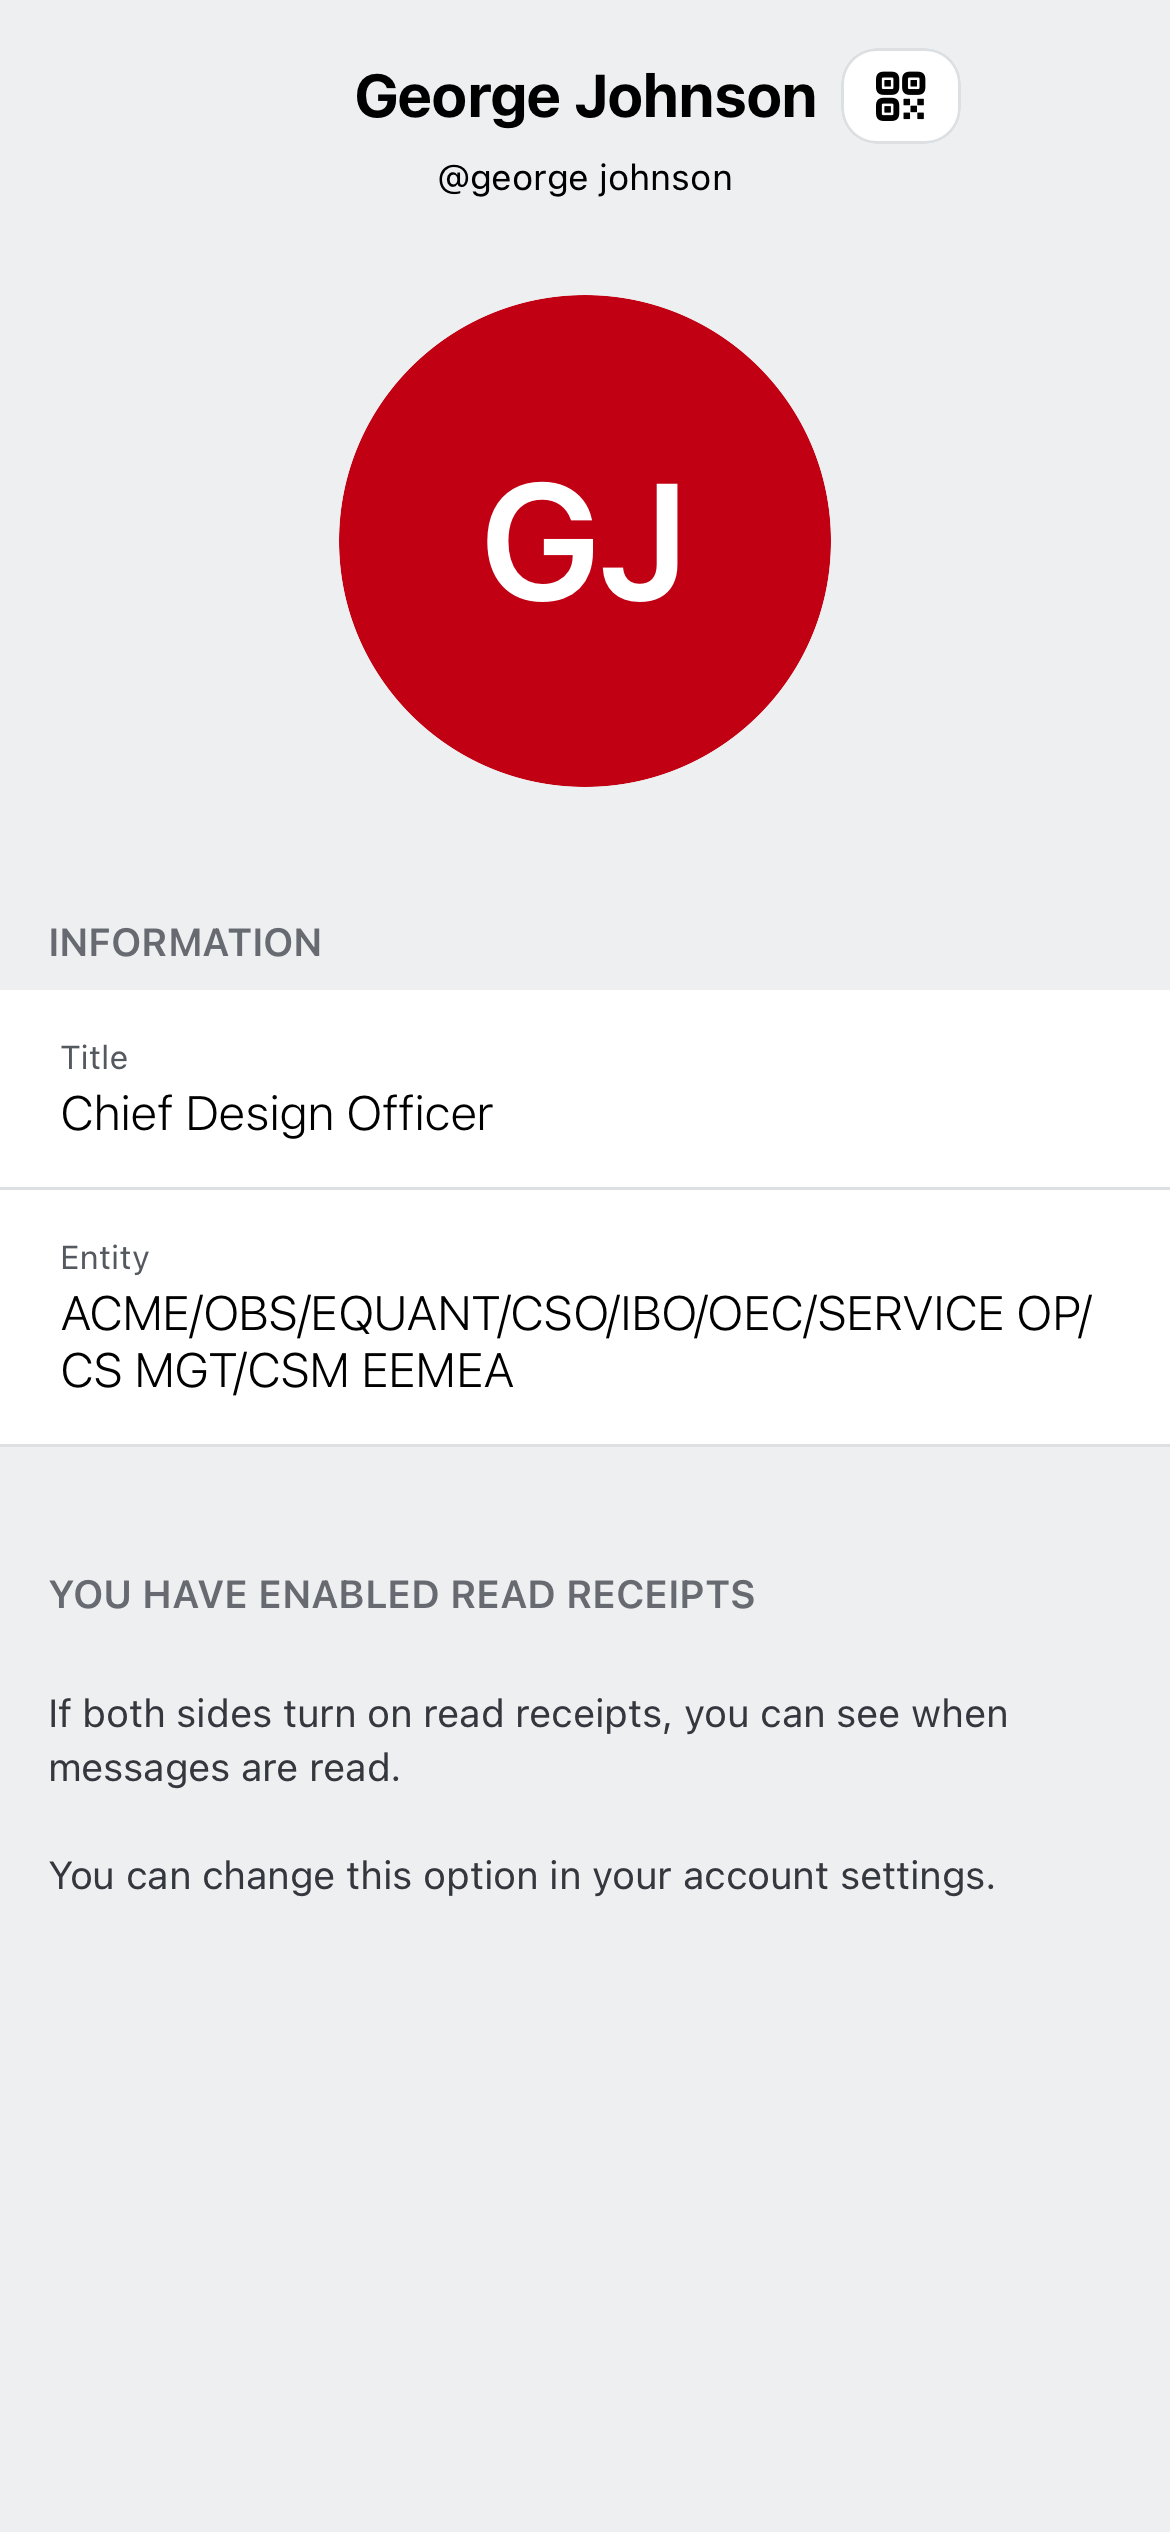 George Johnson
@george johnson
GJ
INFORMATION
Title
Chief Design Officer
Entity
ACME/OBS/EQUANT/CSO/IBO/OEC/SERVICE OP/
CS MGT/CSM EEMEA
YOU HAVE ENABLED READ RECEIPTS
If both sides turn on read receipts, you can see when
messages are read.
You can change this option in your account settings.